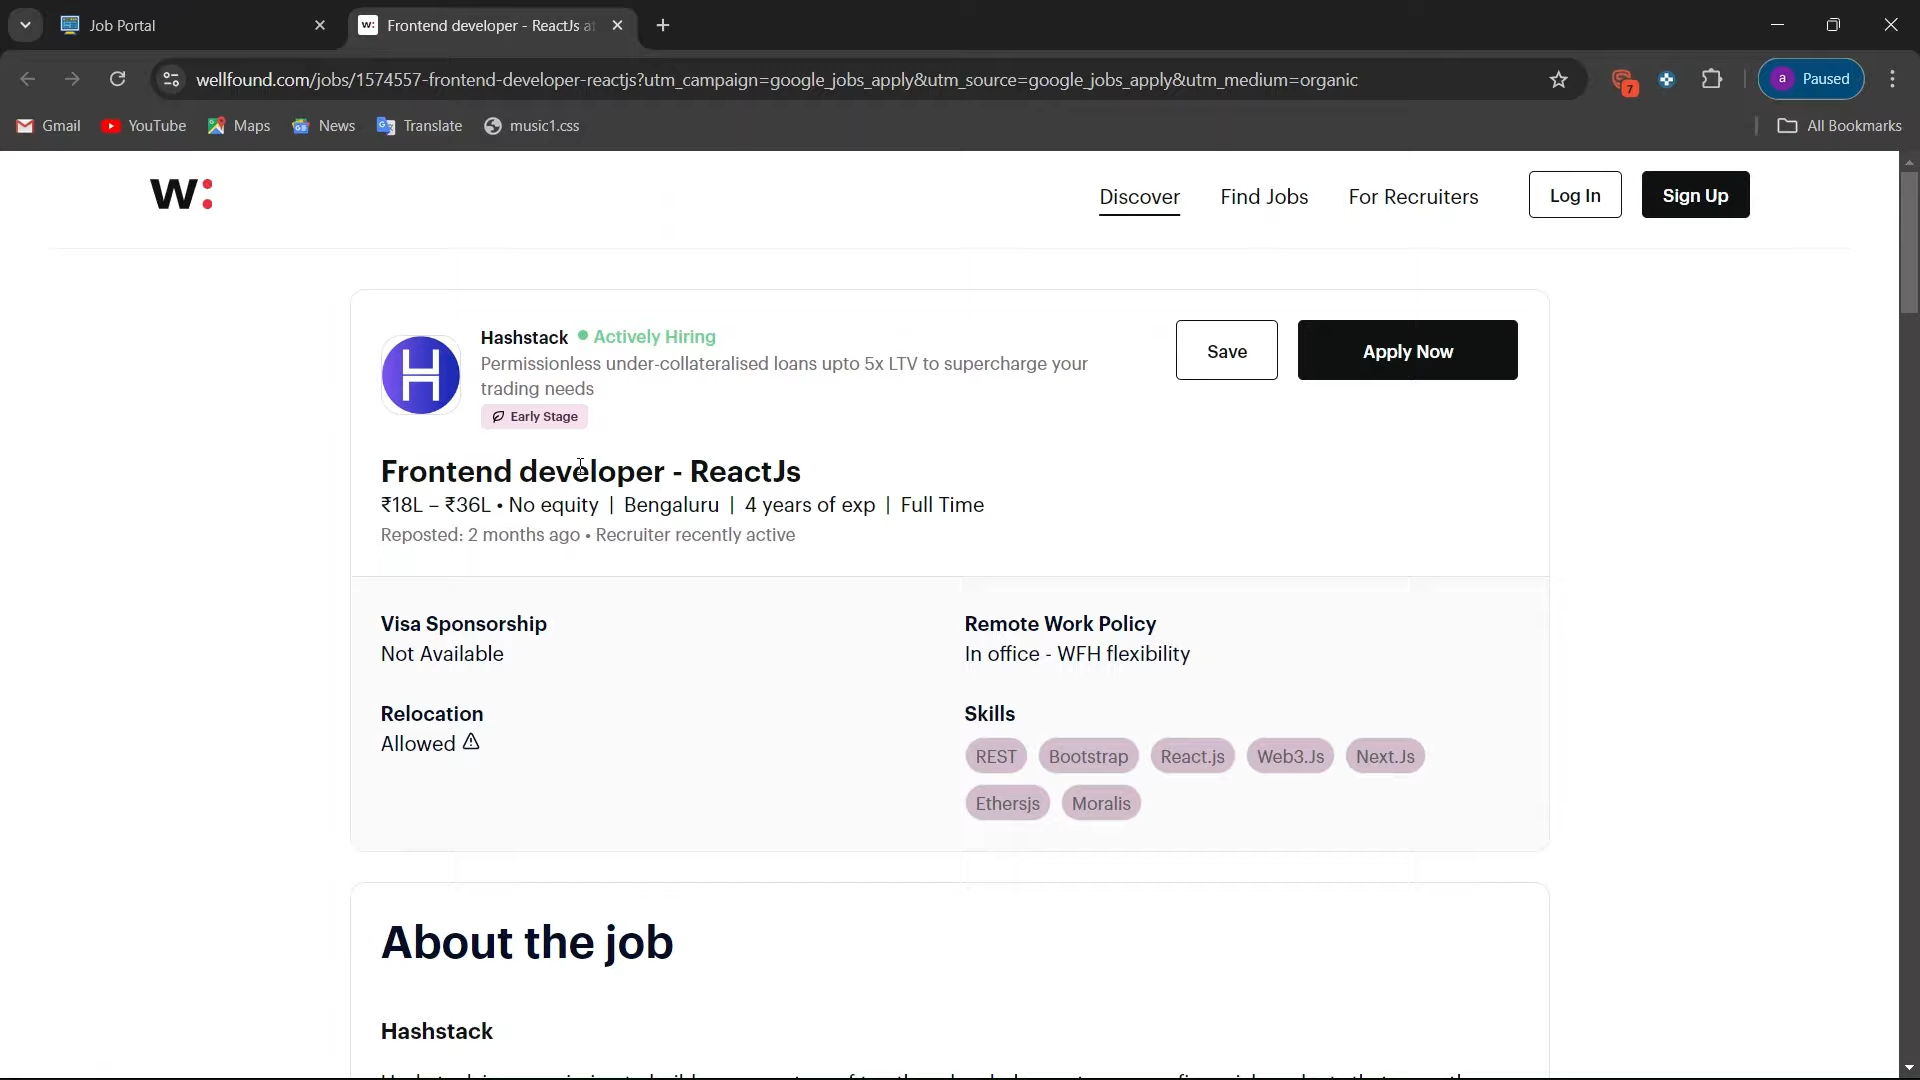 Job Portal
w: Frontend developer - ReactJs at
wellfound.com/jobs/1574557-frontend-developer-reactjs?utm_campaign=google_jobs_apply&utm_source=google_jobs_apply&utm_medium=organic
7
a Paused
Gmail YouTube Maps News Translate music1.css All Bookmarks
W: Discover Find Jobs For Recruiters Log In Sign Up
Hashstack Actively Hiring
Permissionless under-collateralised loans upto 5x LTV to supercharge your
trading needs
Early Stage
Save Apply Now
Frontend developer - ReactJs
₹18L – ₹36L • No equity | Bengaluru | 4 years of exp | Full Time
Reposted: 2 months ago • Recruiter recently active
Visa Sponsorship
Not Available
Remote Work Policy
In office - WFH flexibility
Relocation
Allowed
Skills
REST Bootstrap React.js Web3.Js Next.Js
Ethersjs Moralis
About the job
Hashstack